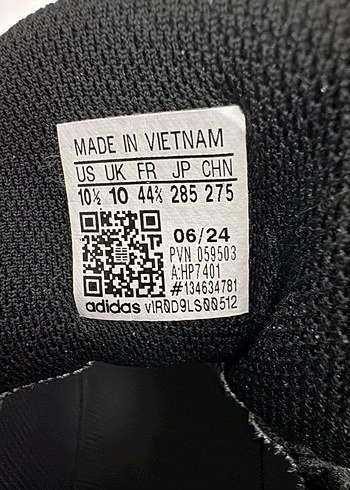 MADE IN VIETNAM
US UK FR JP CHN
10½ 10 44⅔ 285 275
06/24
PVN 059503
A:HP7401
#134634781
adidas vIR0D9LS00512